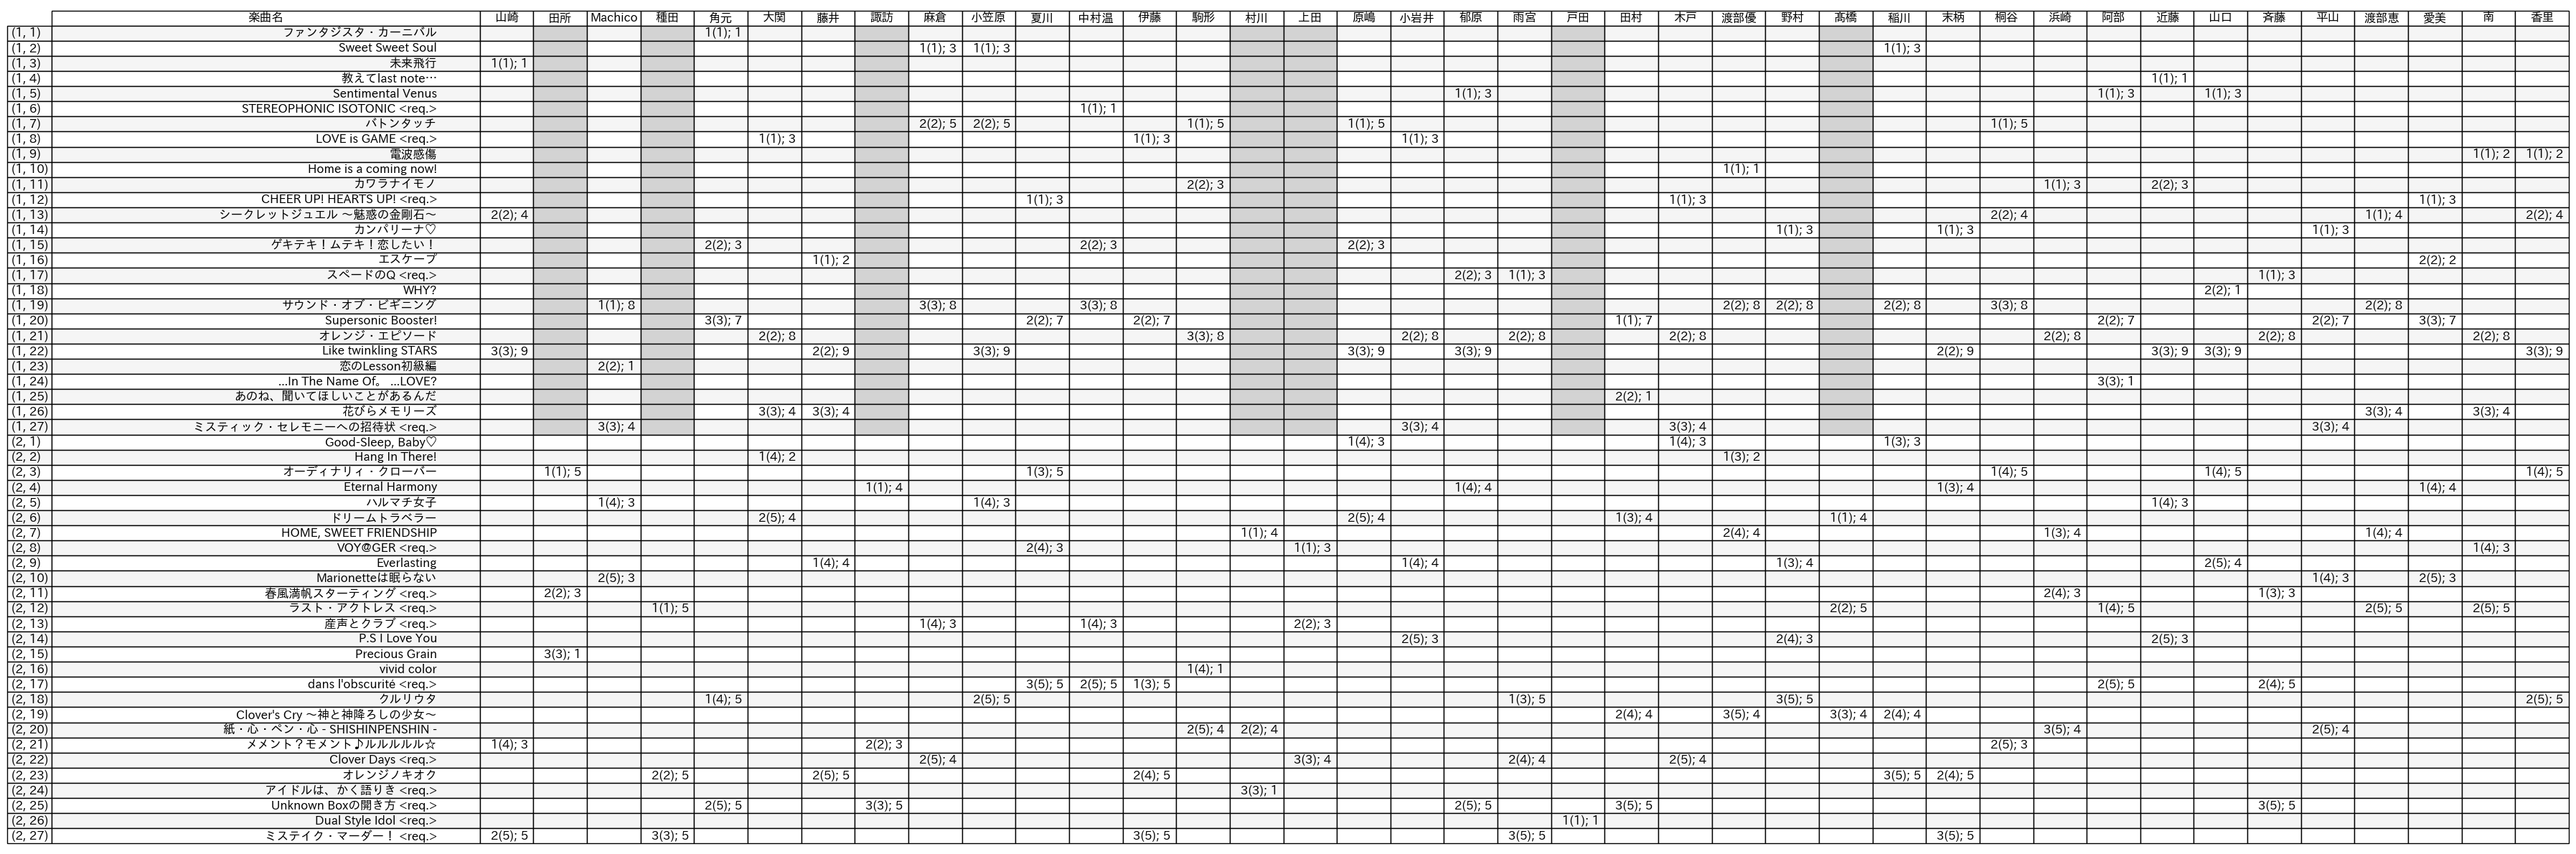 楽曲名 山崎 田所 Machico 種田 角元 大関 藤井 諏訪 麻倉 小笠原 夏川 中村温 伊藤 駒形 村川 上田 原嶋 小岩井 郁原 雨宮 戸田 田村 木戸 渡部優 野村 髙橋 稲川 末柄 桐谷 浜崎 阿部 近藤 山口 斉藤 平山 渡部恵 愛美 南 香里
(1, 1) ファンタジスタ・カーニバル 1(1); 1
(1, 2) Sweet Sweet Soul 1(1); 3 1(1); 3 1(1); 3
(1, 3) 未来飛行 1(1); 1
(1, 4) 教えてlast note… 1(1); 1
(1, 5) Sentimental Venus 1(1); 3 1(1); 3 1(1); 3
(1, 6) STEREOPHONIC ISOTONIC <req.> 1(1); 1
(1, 7) バトンタッチ 2(2); 5 2(2); 5 1(1); 5 1(1); 5 1(1); 5
(1, 8) LOVE is GAME <req.> 1(1); 3 1(1); 3 1(1); 3
(1, 9) 電波感傷 1(1); 2 1(1); 2
(1, 10) Home is a coming now! 1(1); 1
(1, 11) カワラナイモノ 2(2); 3 1(1); 3 2(2); 3
(1, 12) CHEER UP! HEARTS UP! <req.> 1(1); 3 1(1); 3 1(1); 3
(1, 13) シークレットジュエル ～魅惑の金剛石～ 2(2); 4 2(2); 4 1(1); 4 2(2); 4
(1, 14) カンパリーナ♡ 1(1); 3 1(1); 3 1(1); 3
(1, 15) ゲキテキ！ムテキ！恋したい！ 2(2); 3 2(2); 3 2(2); 3
(1, 16) エスケープ 1(1); 2 2(2); 2
(1, 17) スペードのQ <req.> 2(2); 3 1(1); 3 1(1); 3
(1, 18) WHY? 2(2); 1
(1, 19) サウンド・オブ・ビギニング 1(1); 8 3(3); 8 3(3); 8 2(2); 8 2(2); 8 2(2); 8 3(3); 8 2(2); 8
(1, 20) Supersonic Booster! 3(3); 7 2(2); 7 2(2); 7 1(1); 7 2(2); 7 2(2); 7 3(3); 7
(1, 21) オレンジ・エピソード 2(2); 8 3(3); 8 2(2); 8 2(2); 8 2(2); 8 2(2); 8 2(2); 8 2(2); 8
(1, 22) Like twinkling STARS 3(3); 9 2(2); 9 3(3); 9 3(3); 9 3(3); 9 2(2); 9 3(3); 9 3(3); 9 3(3); 9
(1, 23) 恋のLesson初級編 2(2); 1
(1, 24) ...In The Name Of。 ...LOVE? 3(3); 1
(1, 25) あのね、聞いてほしいことがあるんだ 2(2); 1
(1, 26) 花びらメモリーズ 3(3); 4 3(3); 4 3(3); 4 3(3); 4
(1, 27) ミスティック・セレモニーへの招待状 <req.> 3(3); 4 3(3); 4 3(3); 4 3(3); 4
(2, 1) Good-Sleep, Baby♡ 1(4); 3 1(4); 3 1(3); 3
(2, 2) Hang In There! 1(4); 2 1(3); 2
(2, 3) オーディナリィ・クローバー 1(1); 5 1(3); 5 1(4); 5 1(4); 5 1(4); 5
(2, 4) Eternal Harmony 1(1); 4 1(4); 4 1(3); 4 1(4); 4
(2, 5) ハルマチ女子 1(4); 3 1(4); 3 1(4); 3
(2, 6) ドリームトラベラー 2(5); 4 2(5); 4 1(3); 4 1(1); 4
(2, 7) HOME, SWEET FRIENDSHIP 1(1); 4 2(4); 4 1(3); 4 1(4); 4
(2, 8) VOY@GER <req.> 2(4); 3 1(1); 3 1(4); 3
(2, 9) Everlasting 1(4); 4 1(4); 4 1(3); 4 2(5); 4
(2, 10) Marionetteは眠らない 2(5); 3 1(4); 3 2(5); 3
(2, 11) 春風満帆スターティング <req.> 2(2); 3 2(4); 3 1(3); 3
(2, 12) ラスト・アクトレス <req.> 1(1); 5 2(2); 5 1(4); 5 2(5); 5 2(5); 5
(2, 13) 産声とクラブ <req.> 1(4); 3 1(4); 3 2(2); 3
(2, 14) P.S I Love You 2(5); 3 2(4); 3 2(5); 3
(2, 15) Precious Grain 3(3); 1
(2, 16) vivid color 1(4); 1
(2, 17) dans l'obscurité <req.> 3(5); 5 2(5); 5 1(3); 5 2(5); 5 2(4); 5
(2, 18) クルリウタ 1(4); 5 2(5); 5 1(3); 5 3(5); 5 2(5); 5
(2, 19) Clover's Cry ～神と神降ろしの少女～ 2(4); 4 3(5); 4 3(3); 4 2(4); 4
(2, 20) 紙・心・ペン・心 - SHISHINPENSHIN - 2(5); 4 2(2); 4 3(5); 4 2(5); 4
(2, 21) メメント？モメント♪ルルルルル☆ 1(4); 3 2(2); 3 2(5); 3
(2, 22) Clover Days <req.> 2(5); 4 3(3); 4 2(4); 4 2(5); 4
(2, 23) オレンジノキオク 2(2); 5 2(5); 5 2(4); 5 3(5); 5 2(4); 5
(2, 24) アイドルは、かく語りき <req.> 3(3); 1
(2, 25) Unknown Boxの開き方 <req.> 2(5); 5 3(3); 5 2(5); 5 3(5); 5 3(5); 5
(2, 26) Dual Style Idol <req.> 1(1); 1
(2, 27) ミステイク・マーダー！ <req.> 2(5); 5 3(3); 5 3(5); 5 3(5); 5 3(5); 5